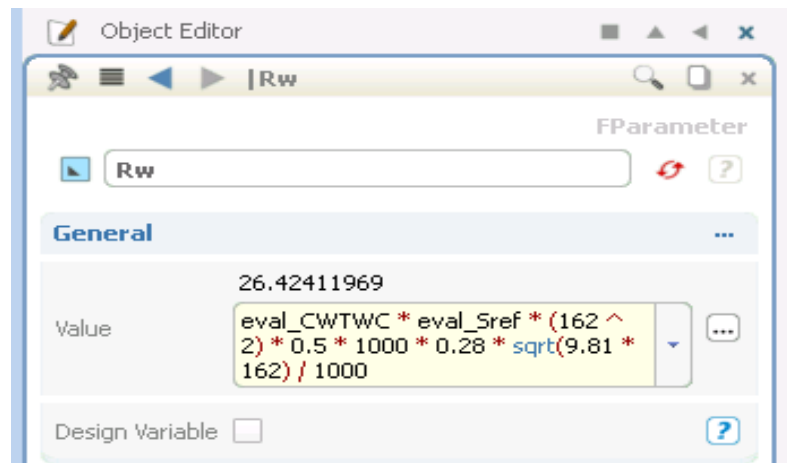 Object Editor
|Rw
FParameter
Rw
?
General
...
26.42411969
Value
eval_CWTWC * eval_Sref * (162 ^
2) * 0.5 * 1000 * 0.28 * sqrt(9.81 *
162) / 1000
...
Design Variable
?